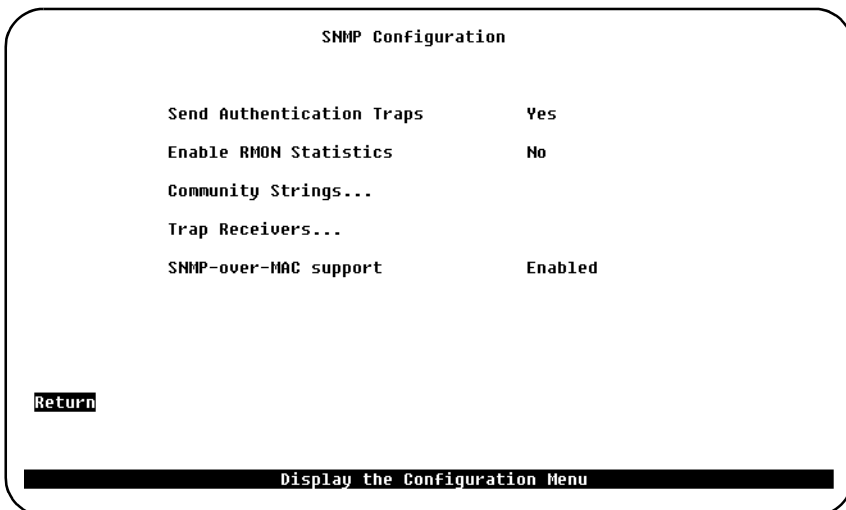 SNMP Configuration
Send Authentication Traps Yes
Enable RMON Statistics No
Community Strings...
Trap Receivers...
SNMP-over-MAC support Enabled
Return
Display the Configuration Menu